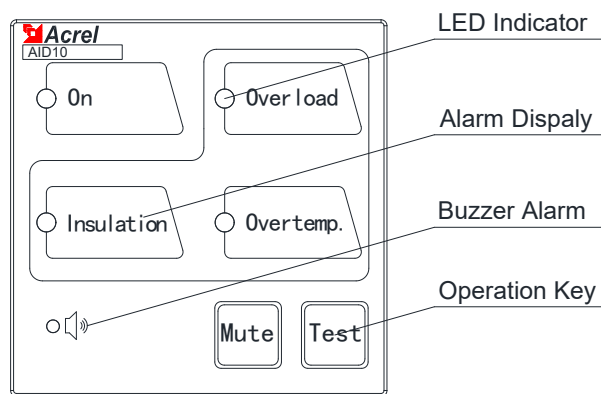 Acrel
AID10
LED Indicator
On
Overload
Alarm Dispaly
Insulation
Overtemp.
Buzzer Alarm
Operation Key
Mute
Test